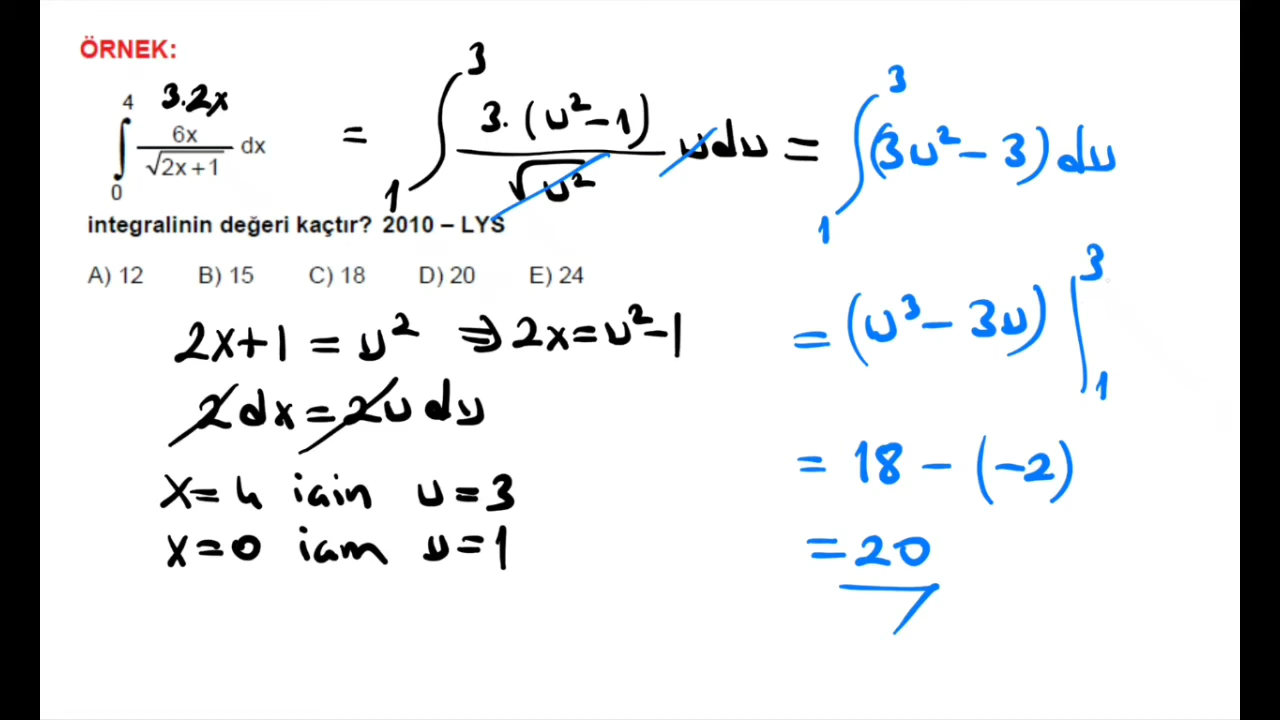 ÖRNEK:
3.2x
∫₀⁴ 6x/√(2x+1) dx = ∫₁³ 3.(u²-1)/√u² u du = ∫₁³ (3u²-3) du
integralinin değeri kaçtır? 2010 – LYS
A) 12 B) 15 C) 18 D) 20 E) 24
2x+1 = u² ⇒ 2x = u²-1
2dx = 2u du
x=4 için u=3
x=0 için u=1
= (u³-3u) |₁³
= 18 - (-2)
= 20